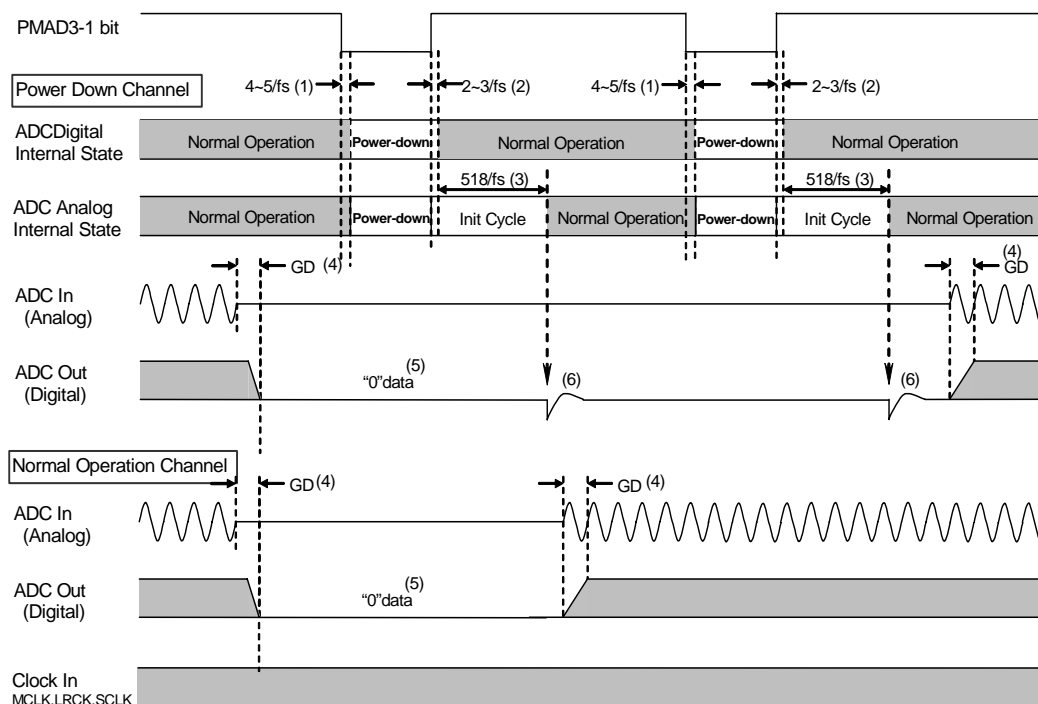 PMAD3-1 bit
4~5/fs (1)
2~3/fs (2)
4~5/fs (1)
2~3/fs (2)
Power Down Channel
ADCDigital
Internal State
Normal Operation
Power-down
Normal Operation
Power-down
Normal Operation
518/fs (3)
518/fs (3)
ADC Analog
Internal State
Normal Operation
Power-down
Init Cycle
Normal Operation
Power-down
Init Cycle
Normal Operation
GD (4)
(4)
GD
ADC In
(Analog)
ADC Out
(Digital)
(5)
"0"data
(6)
(6)
Normal Operation Channel
GD (4)
GD (4)
ADC In
(Analog)
ADC Out
(Digital)
(5)
"0"data
Clock In
MCLK,LRCK,SCLK